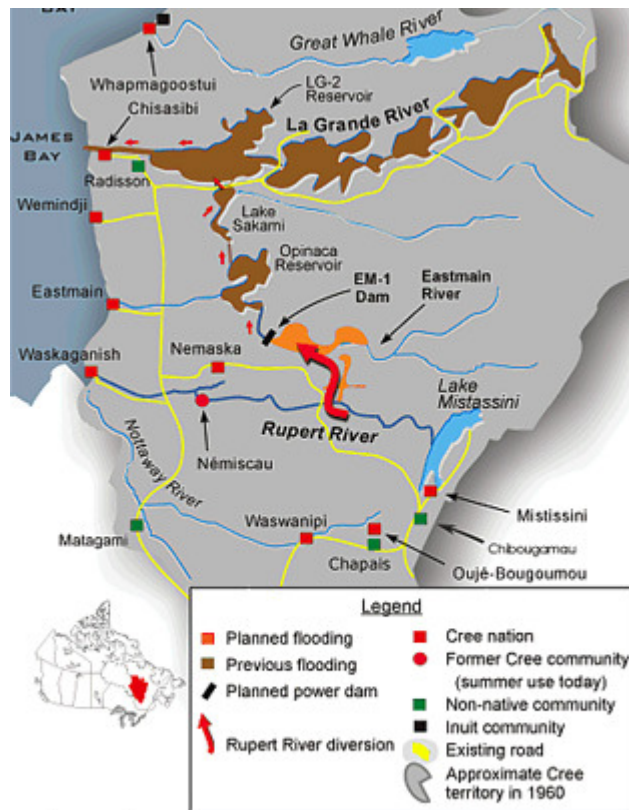 BAY
Great Whale River
Whapmagoostui
Chisasibi
LG-2
Reservoir
La Grande River
JAMES
BAY
Radisson
Wemindji
Lake
Sakami
Opinaca
Reservoir
EM-1
Dam
Eastmain
River
Eastmain
Nemaska
Waskaganish
Lake
Mistassini
Rupert River
Némiscau
Nottaway River
Mistissini
Waswanipi
Matagami
Chibougamau
Chapais
Oujé-Bougoumou
Legend
Planned flooding
Previous flooding
Planned power dam
Rupert River diversion
Cree nation
Former Cree community
(summer use today)
Non-native community
Inuit community
Existing road
Approximate Cree
territory in 1960